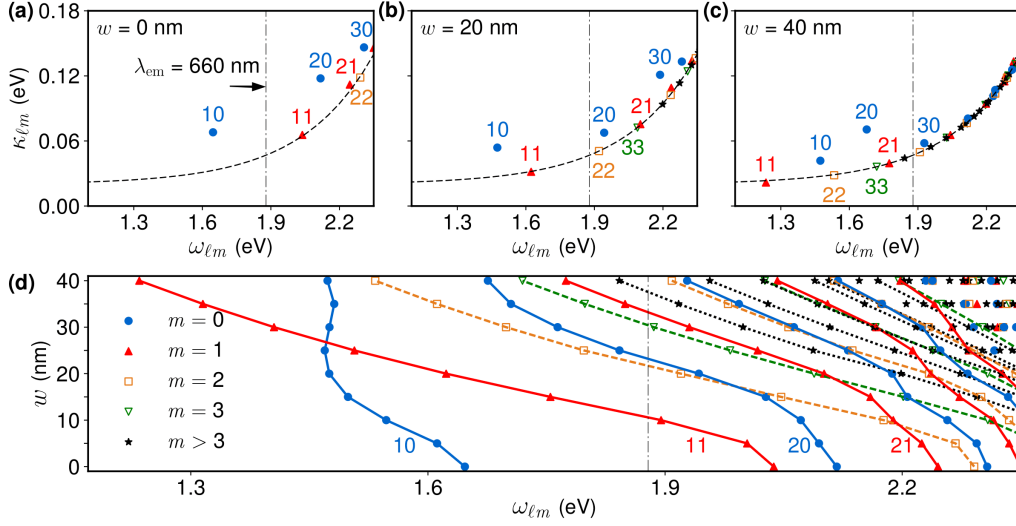 (a)
w = 0 nm
λem = 660 nm
10
20
30
11
21
22
κℓm (eV)
0.18
0.12
0.06
0.00
1.3
1.6
1.9
2.2
ωℓm (eV)
(b)
w = 20 nm
10
11
20
30
21
22
33
1.3
1.6
1.9
2.2
ωℓm (eV)
(c)
w = 40 nm
11
10
20
30
21
22
33
1.3
1.6
1.9
2.2
ωℓm (eV)
(d)
w (nm)
40
30
20
10
0
m = 0
m = 1
m = 2
m = 3
m > 3
10
11
20
21
1.3
1.6
1.9
2.2
ωℓm (eV)